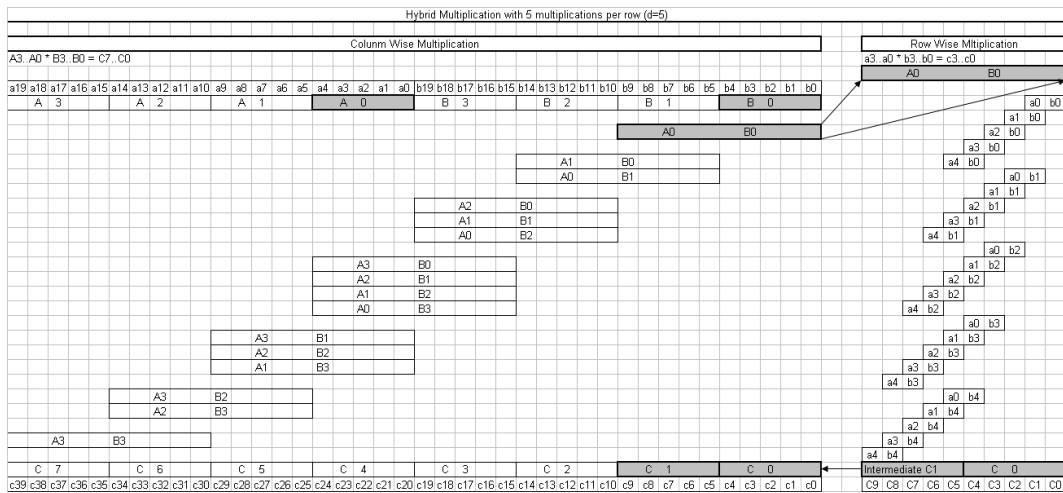 Hybrid Multiplication with 5 multiplications per row (d=5)
Colunm Wise Multiplication
Row Wise Mltiplication
A3..A0 * B3..B0 = C7..C0
a3..a0 * b3..b0 = c3..c0
A0 B0
a19 a18 a17 a16 a15 a14 a13 a12 a11 a10 a9 a8 a7 a6 a5 a4 a3 a2 a1 a0 b19 b18 b17 b16 b15 b14 b13 b12 b11 b10 b9 b8 b7 b6 b5 b4 b3 b2 b1 b0
A 3 A 2 A 1 A 0 B 3 B 2 B 1 B 0
a0 b0
a1 b0
A0 B0
a2 b0
a3 b0
A1 B0
a4 b0
A0 B1
a0 b1
a1 b1
A2 B0
a2 b1
A1 B1
a3 b1
A0 B2
a4 b1
a0 b2
A3 B0
a1 b2
A2 B1
a2 b2
A1 B2
a3 b2
A0 B3
a4 b2
a0 b3
A3 B1
a1 b3
A2 B2
a2 b3
A1 B3
a3 b3
a4 b3
A3 B2
a0 b4
A2 B3
a1 b4
a2 b4
A3 B3
a3 b4
a4 b4
C 7 C 6 C 5 C 4 C 3 C 2 C 1 C 0
Intermediate C1 C 0
c39 c38 c37 c36 c35 c34 c33 c32 c31 c30 c29 c28 c27 c26 c25 c24 c23 c22 c21 c20 c19 c18 c17 c16 c15 c14 c13 c12 c11 c10 c9 c8 c7 c6 c5 c4 c3 c2 c1 c0
C9 C8 C7 C6 C5 C4 C3 C2 C1 C0